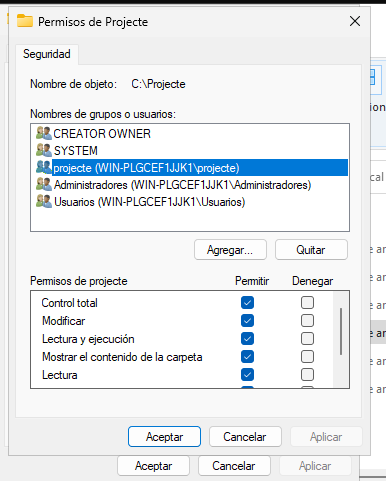 Permisos de Projecte
Seguridad
Nombre de objeto: C:\Projecte
Nombres de grupos o usuarios:
CREATOR OWNER
SYSTEM
projecte (WIN-PLGCEF1JJK1\projecte)
Administradores (WIN-PLGCEF1JJK1\Administradores)
Usuarios (WIN-PLGCEF1JJK1\Usuarios)
Agregar... Quitar
Permisos de projecte Permitir Denegar
Control total
Modificar
Lectura y ejecución
Mostrar el contenido de la carpeta
Lectura
Aceptar Cancelar Aplicar
Aceptar Cancelar Aplicar